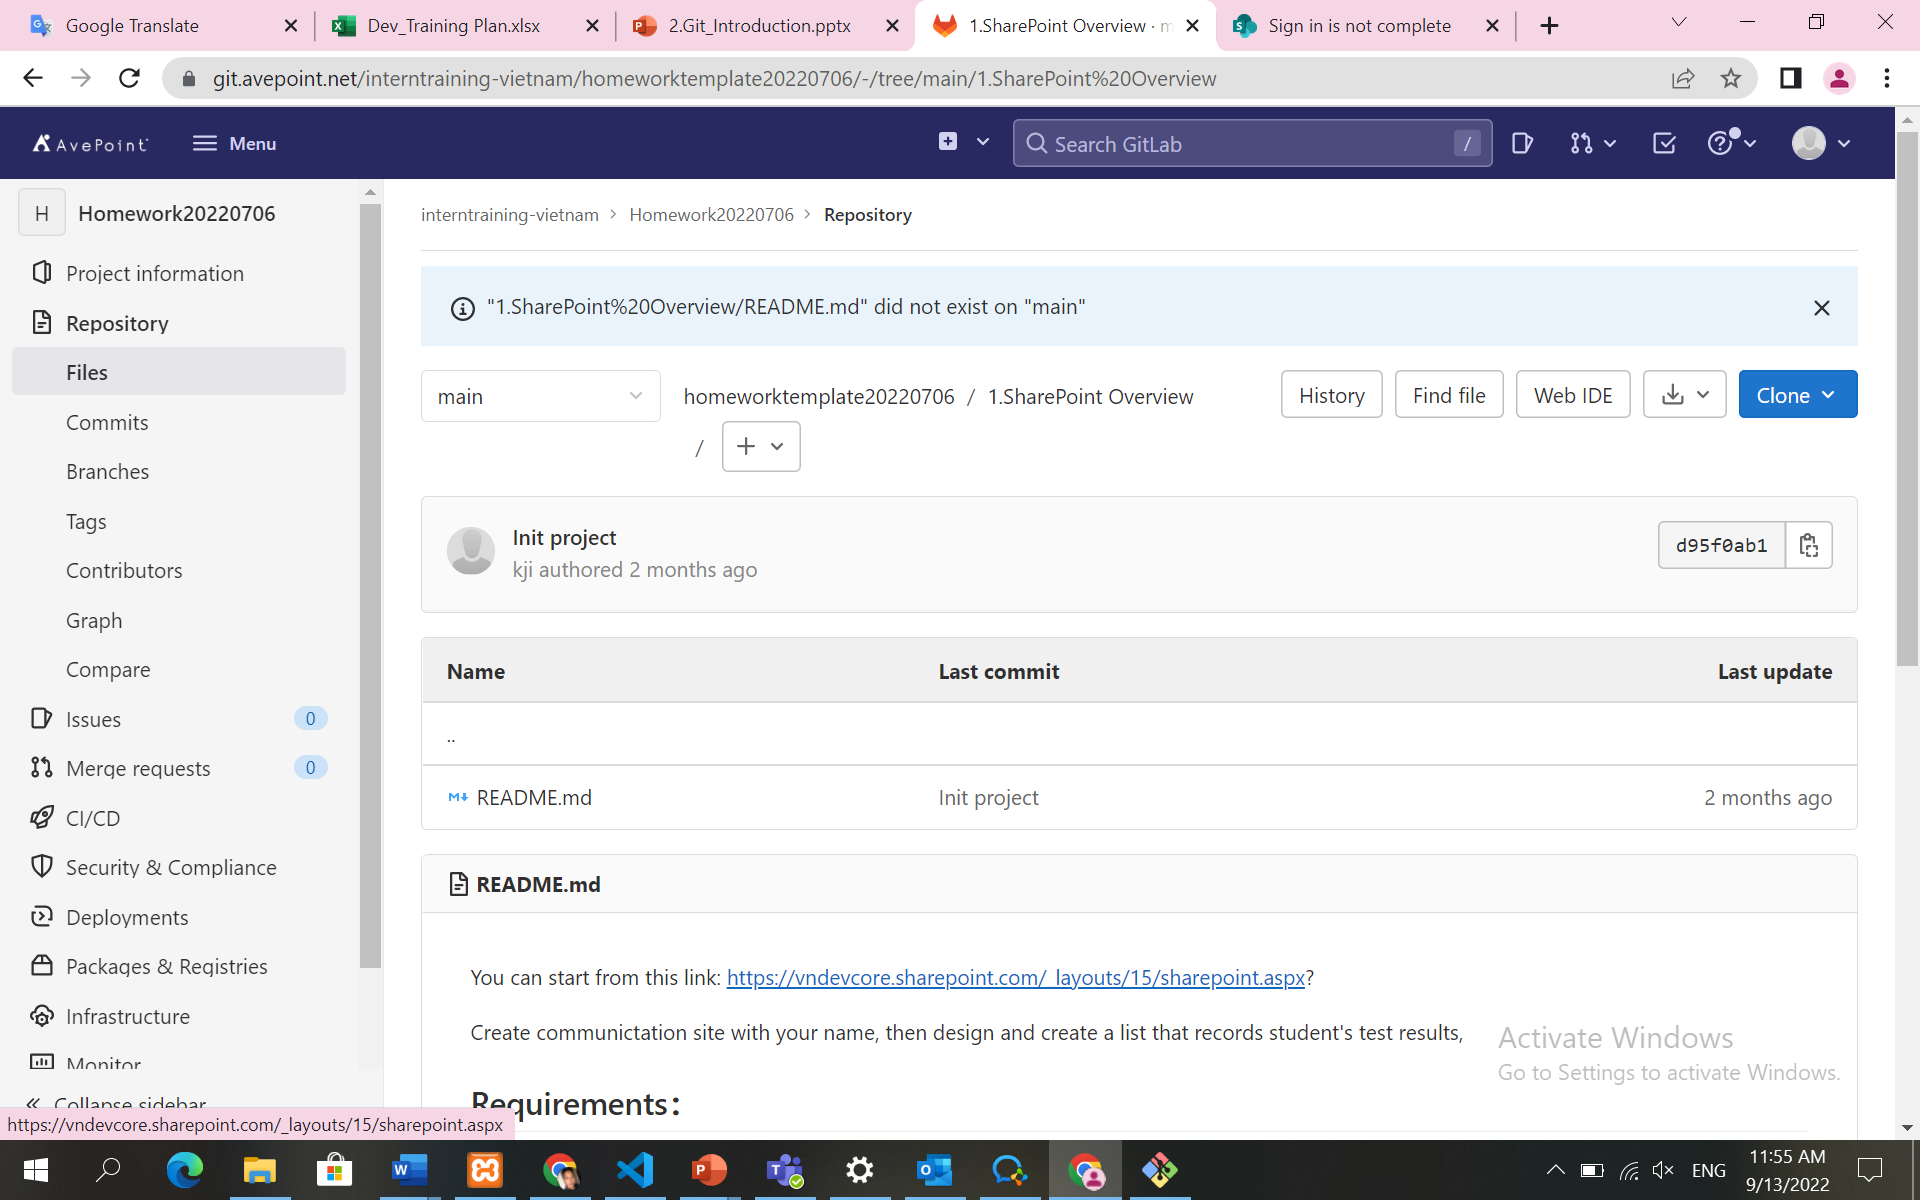 Google Translate
Dev_Training Plan.xlsx
2.Git_Introduction.pptx
1.SharePoint Overview · m
Sign in is not complete
git.avepoint.net/interntraining-vietnam/homeworktemplate20220706/-/tree/main/1.SharePoint%20Overview
AvePoint
Menu
Search GitLab
/
H
Homework20220706
Project information
Repository
Files
Commits
Branches
Tags
Contributors
Graph
Compare
Issues 0
Merge requests 0
CI/CD
Security & Compliance
Deployments
Packages & Registries
Infrastructure
Monitor
Collapse sidebar
interntraining-vietnam > Homework20220706 > Repository
"1.SharePoint%20Overview/README.md" did not exist on "main"
main
homeworktemplate20220706 / 1.SharePoint Overview
/
History
Find file
Web IDE
Clone
Init project
kji authored 2 months ago
d95f0ab1
Name Last commit Last update
..
README.md Init project 2 months ago
README.md
You can start from this link: https://vndevcore.sharepoint.com/_layouts/15/sharepoint.aspx?
Create communictation site with your name, then design and create a list that records student's test results,
Requirements:
Activate Windows
Go to Settings to activate Windows.
https://vndevcore.sharepoint.com/_layouts/15/sharepoint.aspx
ENG
11:55 AM
9/13/2022